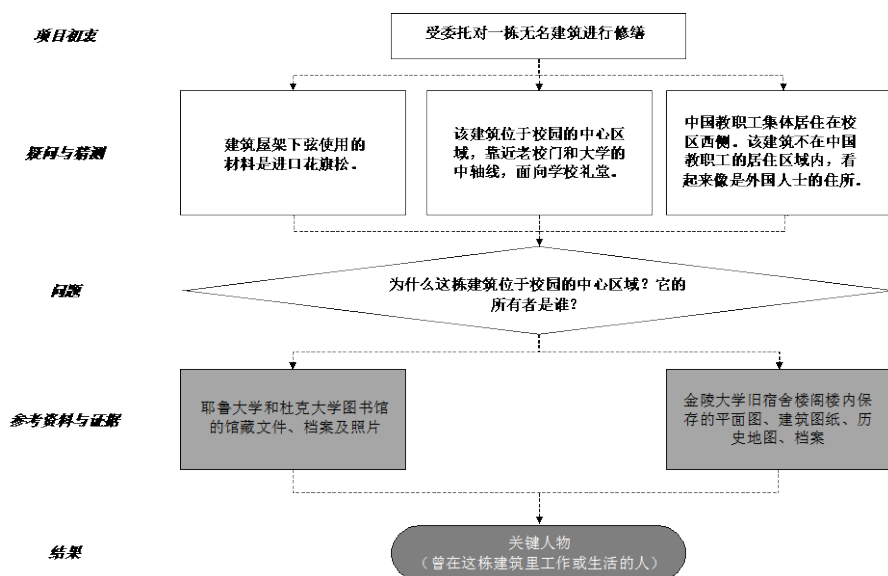 项目初衷
受委托对一栋无名建筑进行修缮
疑问与猜测
建筑屋架下弦使用的
材料是进口花旗松。
该建筑位于校园的中心区
域，靠近老校门和大学的
中轴线，面向学校礼堂。
中国教职工集体居住在校
区西侧。该建筑不在中国
教职工的居住区域内，看
起来像是外国人士的住所。
问题
为什么这栋建筑位于校园的中心区域？它的
所有者是谁？
参考资料与证据
耶鲁大学和杜克大学图书馆
的馆藏文件、档案及照片
金陵大学旧宿舍楼阁楼内保
存的平面图、建筑图纸、历
史地图、档案
结果
关键人物
（曾在这栋建筑里工作或生活的人）